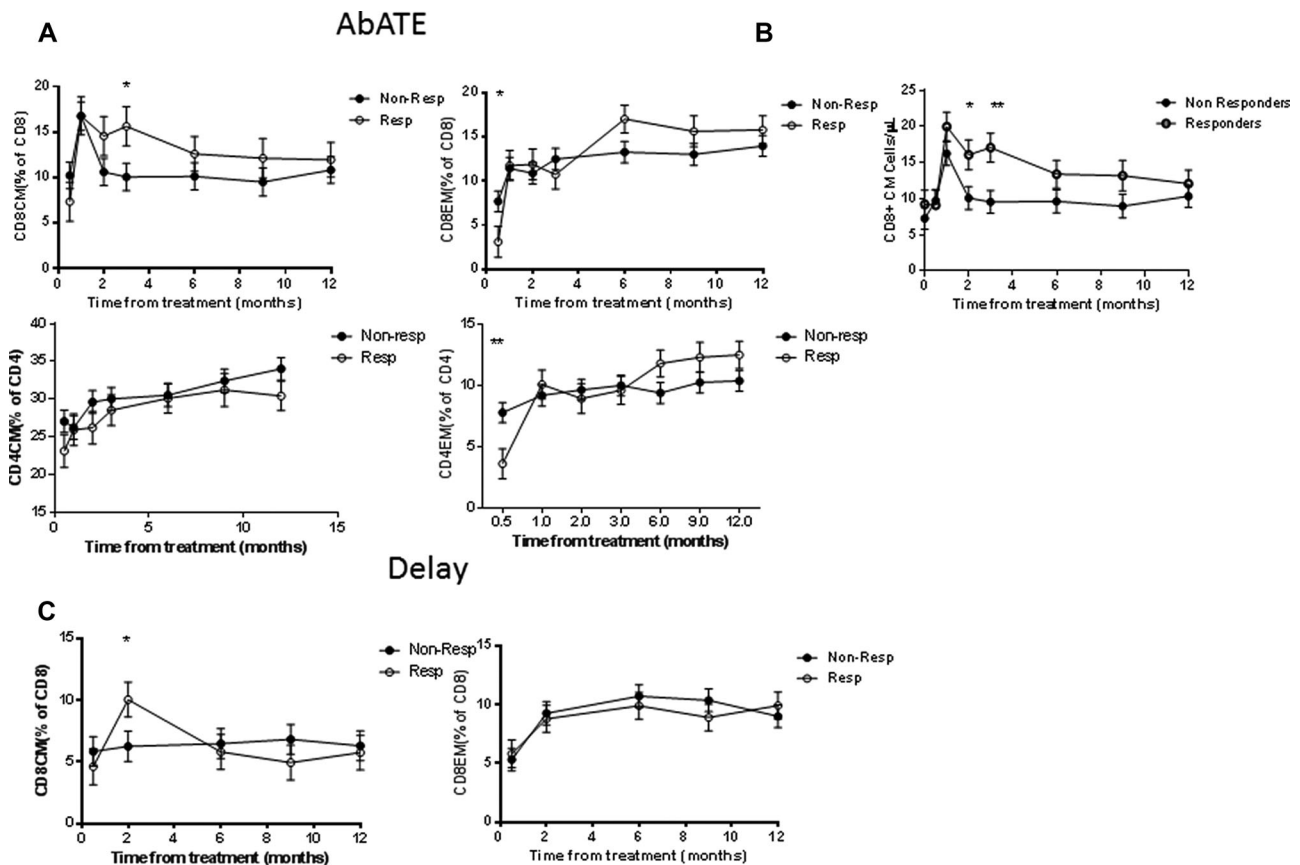 A
AbATE
B
*
Non-Resp
Resp
CD8CM(% of CD8)
20
15
10
5
0
0 2 4 6 8 10 12
Time from treatment (months)
*
Non-Resp
Resp
CD8EM(% of CD8)
20
15
10
5
0
0 2 4 6 8 10 12
Time from treatment (months)
* **
Non Responders
Responders
CD8+ CM Cells/µL
25
20
15
10
5
0
0 2 4 6 8 10 12
Time from treatment (months)
Non-resp
Resp
CD4CM(% of CD4)
40
35
30
25
20
15
0 5 10 15
Time from treatment (months)
**
Non-resp
Resp
CD4EM(% of CD4)
15
10
5
0
0.5 1.0 2.0 3.0 6.0 9.0 12.0
Time from treatment (months)
Delay
C
*
Non-Resp
Resp
CD8CM(% of CD8)
15
10
5
0
0 2 4 6 8 10 12
Time from treatment (months)
Non-Resp
Resp
CD8EM(% of CD8)
15
10
5
0
0 2 4 6 8 10 12
Time from treatment (months)